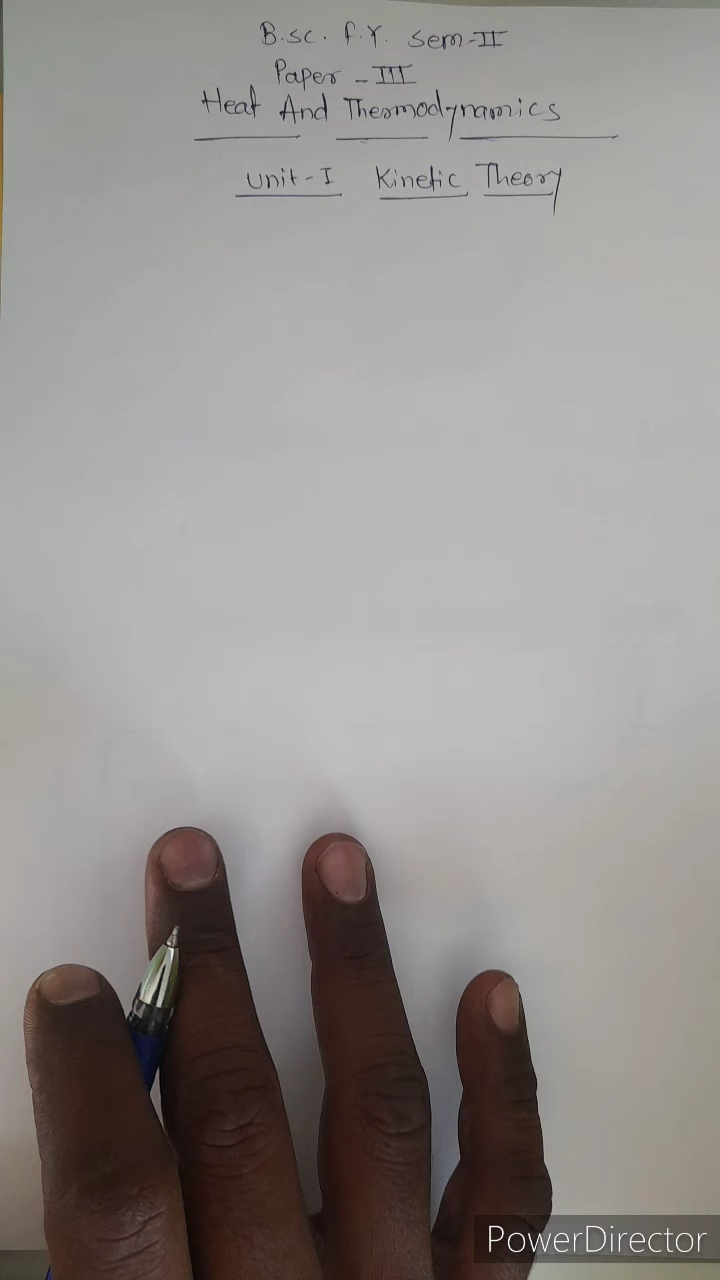 B.sc. F.Y. Sem-II
Paper - III
Heat And Thermodynamics
Unit-I Kinetic Theory
PowerDirector